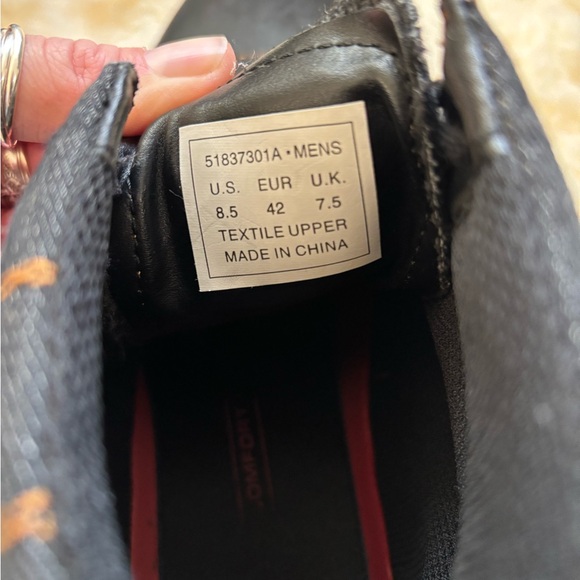 51837301A • MENS
U.S. EUR U.K.
8.5 42 7.5
TEXTILE UPPER
MADE IN CHINA